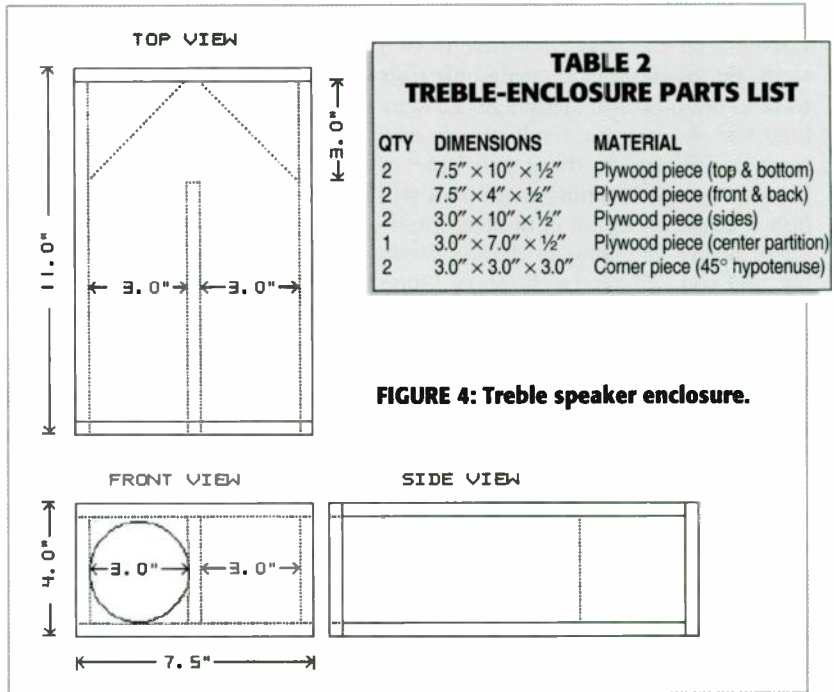 TOP VIEW
11.0"
3.0"
3.0"
3.0"
TABLE 2
TREBLE-ENCLOSURE PARTS LIST
QTY DIMENSIONS MATERIAL
2 7.5″ × 10″ × ½″ Plywood piece (top & bottom)
2 7.5″ × 4″ × ½″ Plywood piece (front & back)
2 3.0″ × 10″ × ½″ Plywood piece (sides)
1 3.0″ × 7.0″ × ½″ Plywood piece (center partition)
2 3.0″ × 3.0″ × 3.0″ Corner piece (45° hypotenuse)
FIGURE 4: Treble speaker enclosure.
FRONT VIEW
4.0"
3.0"
3.0"
7.5"
SIDE VIEW